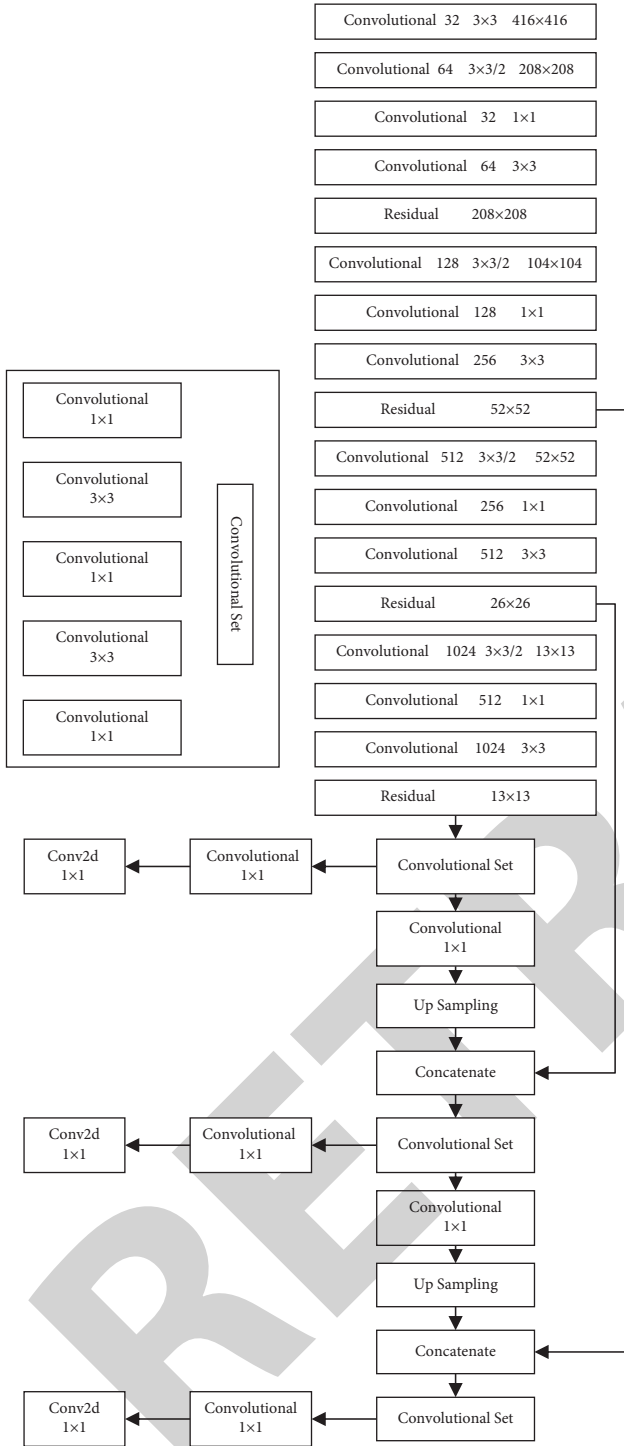 Convolutional 32 3×3 416×416
Convolutional 64 3×3/2 208×208
Convolutional 32 1×1
Convolutional 64 3×3
Residual 208×208
Convolutional 128 3×3/2 104×104
Convolutional 128 1×1
Convolutional 256 3×3
Residual 52×52
Convolutional 512 3×3/2 52×52
Convolutional 256 1×1
Convolutional 512 3×3
Residual 26×26
Convolutional 1024 3×3/2 13×13
Convolutional 512 1×1
Convolutional 1024 3×3
Residual 13×13
Convolutional
1×1
Convolutional
3×3
Convolutional
1×1
Convolutional
3×3
Convolutional
1×1
Convolutional Set
Conv2d
1×1
Convolutional
1×1
Convolutional Set
Convolutional
1×1
Up Sampling
Concatenate
Conv2d
1×1
Convolutional
1×1
Convolutional Set
Convolutional
1×1
Up Sampling
Concatenate
Conv2d
1×1
Convolutional
1×1
Convolutional Set
RETR